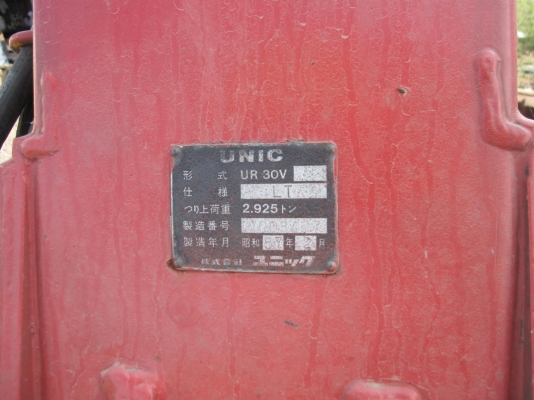 UNIC
形式 UR 30V
仕様 LT
つり上荷重 2.925トン
製造番号
製造年月 昭和 年 月
株式会社 ユニック